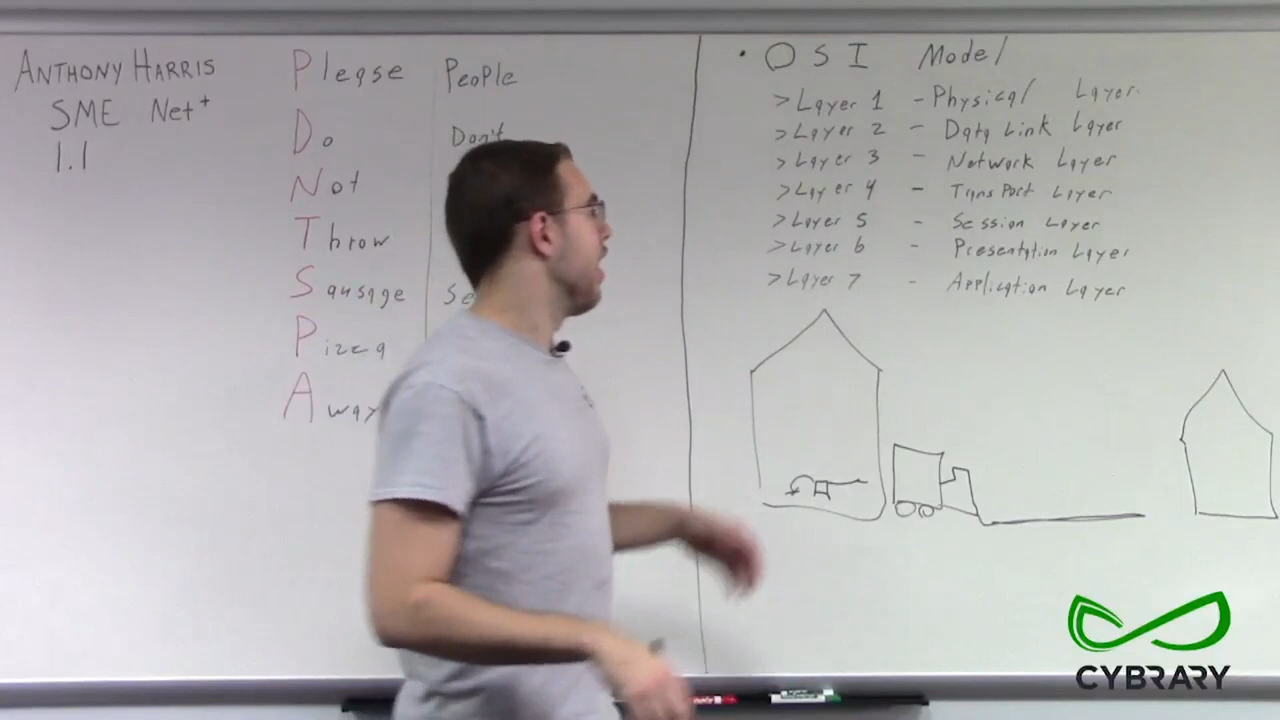 ANTHONY HARRIS
SME Net+
1.1
Please
Do
Not
Throw
Sausage
Pizza
Away
PeoPle
Don't
Se
• OSI Model
>Layer 1 - Physical Layer
>Layer 2 - Data Link Layer
>Layer 3 - Network Layer
>Layer 4 - TransPort Layer
>Layer 5 - Session Layer
>Layer 6 - Presentation Layer
>Layer 7 - Application Layer
CYBRARY